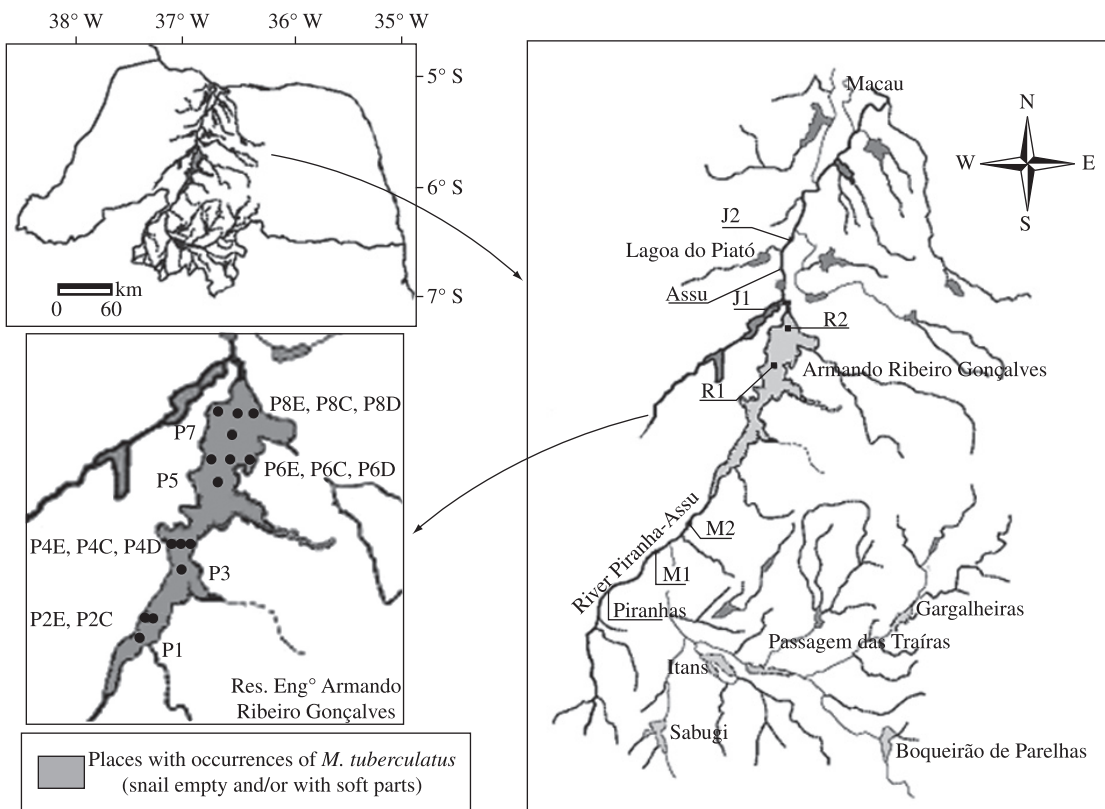 38° W 37° W 36° W 35° W
5° S
6° S
7° S
km
0 60
P8E, P8C, P8D
P7
P6E, P6C, P6D
P5
P4E, P4C, P4D
P3
P2E, P2C
P1
Res. Eng° Armando
Ribeiro Gonçalves
Places with occurrences of M. tuberculatus
(snail empty and/or with soft parts)
Macau
N
W E
S
J2
Lagoa do Piató
Assu
J1
R2
Armando Ribeiro Gonçalves
R1
River Piranha-Assu
M2
M1
Piranhas
Gargalheiras
Passagem das Traíras
Itans
Sabugi
Boqueirão de Parelhas